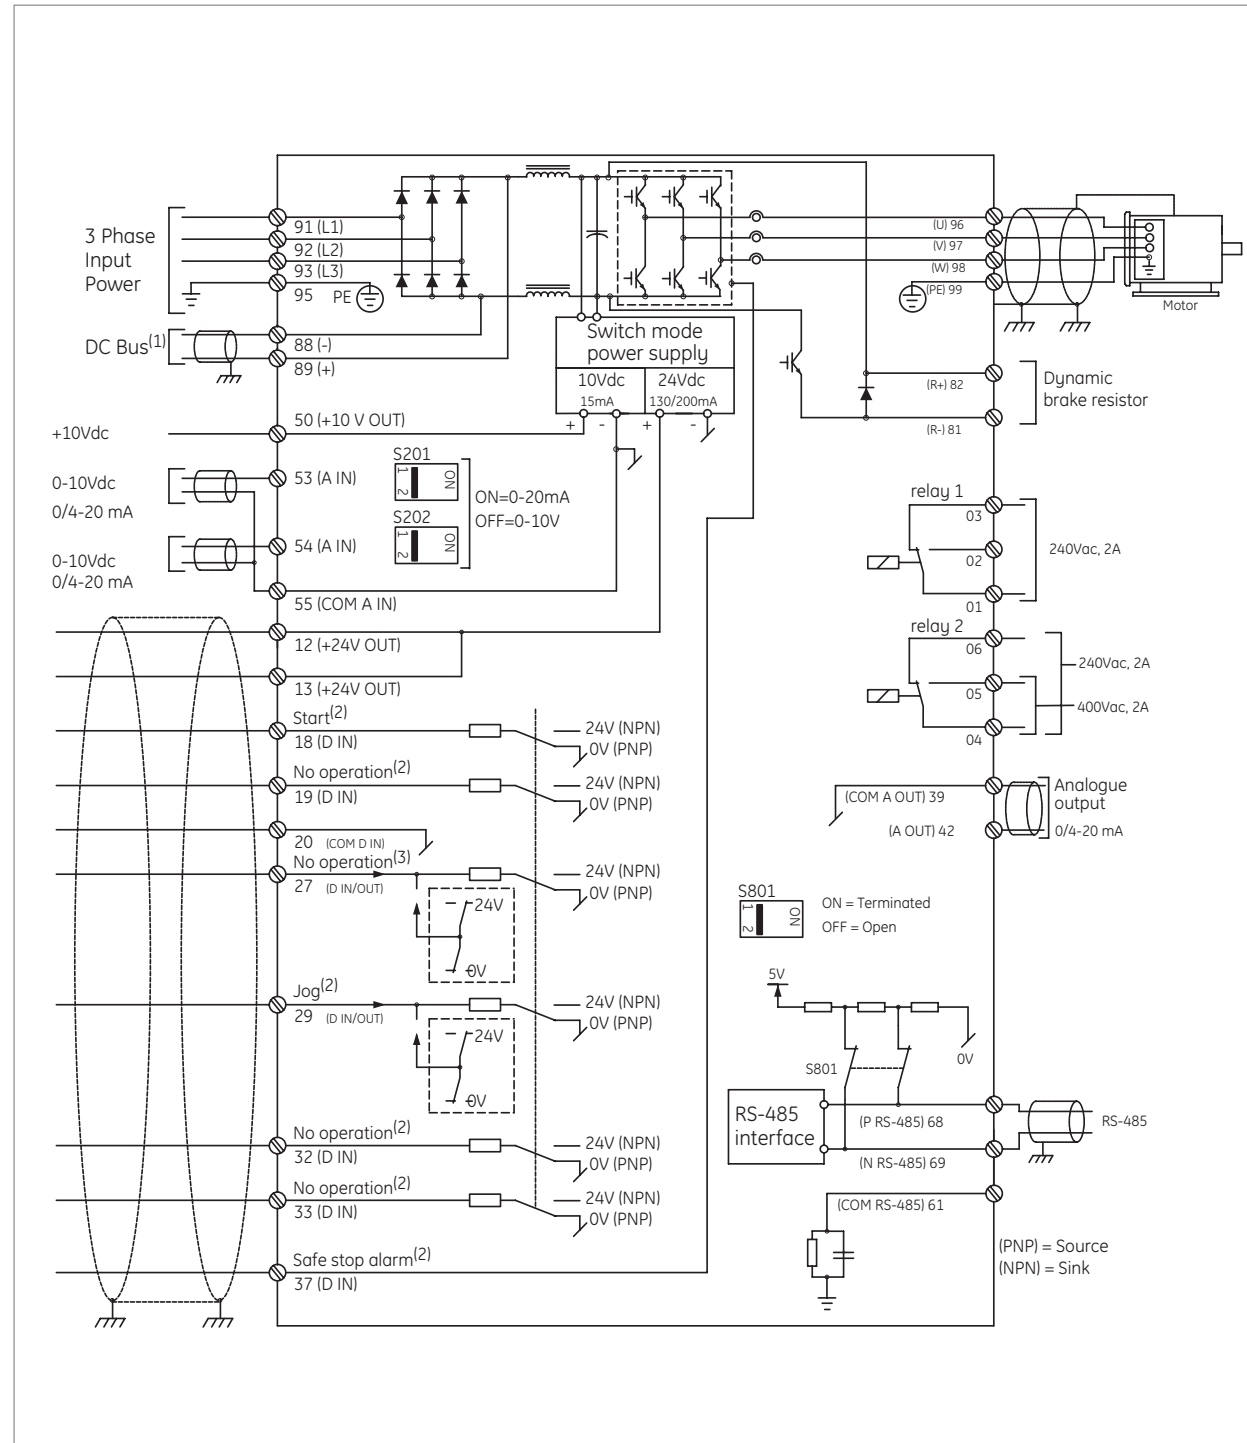 3 Phase
Input
Power
91 (L1)
92 (L2)
93 (L3)
95
PE
DC Bus(1)
88 (-)
89 (+)
+10Vdc
50 (+10 V OUT)
0-10Vdc
0/4-20 mA
53 (A IN)
0-10Vdc
0/4-20 mA
54 (A IN)
55 (COM A IN)
12 (+24V OUT)
13 (+24V OUT)
Start(2)
18 (D IN)
24V (NPN)
0V (PNP)
No operation(2)
19 (D IN)
24V (NPN)
0V (PNP)
20 (COM D IN)
No operation(3)
27 (D IN/OUT)
24V (NPN)
0V (PNP)
24V
0V
Jog(2)
29 (D IN/OUT)
24V (NPN)
0V (PNP)
24V
0V
No operation(2)
32 (D IN)
24V (NPN)
0V (PNP)
No operation(2)
33 (D IN)
24V (NPN)
0V (PNP)
Safe stop alarm(2)
37 (D IN)
Switch mode
power supply
10Vdc
15mA
24Vdc
130/200mA
+ - + -
S201
1 2
ON
S202
1 2
ON
ON=0-20mA
OFF=0-10V
(U) 96
(V) 97
(W) 98
(PE) 99
Motor
(R+) 82
(R-) 81
Dynamic
brake resistor
relay 1
03
02
01
240Vac, 2A
relay 2
06
05
04
240Vac, 2A
400Vac, 2A
(COM A OUT) 39
(A OUT) 42
Analogue
output
0/4-20 mA
S801
1 2
ON
ON = Terminated
OFF = Open
5V
0V
S801
RS-485
interface
(P RS-485) 68
(N RS-485) 69
RS-485
(COM RS-485) 61
(PNP) = Source
(NPN) = Sink